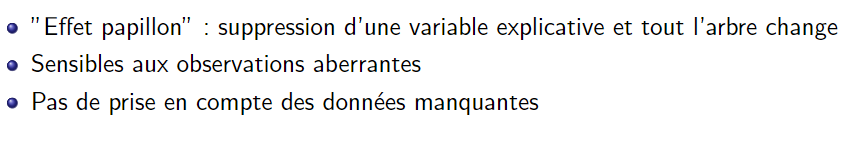 "Effet papillon" : suppression d'une variable explicative et tout l'arbre change
Sensibles aux observations aberrantes
Pas de prise en compte des données manquantes